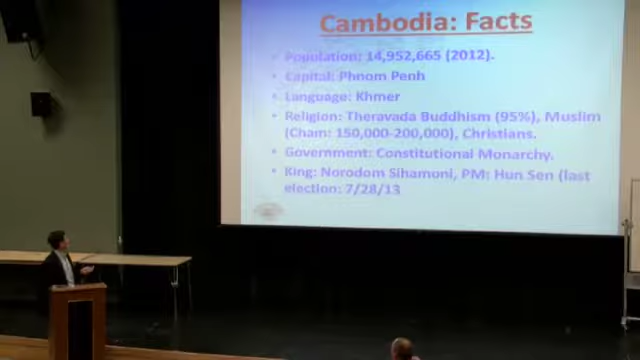 Cambodia: Facts
• Population: 14,952,665 (2012).
• Capital: Phnom Penh
• Language: Khmer
• Religion: Theravada Buddhism (95%), Muslim
(Cham: 150,000-200,000), Christians.
• Government: Constitutional Monarchy.
• King: Norodom Sihamoni, PM: Hun Sen (last
election: 7/28/13